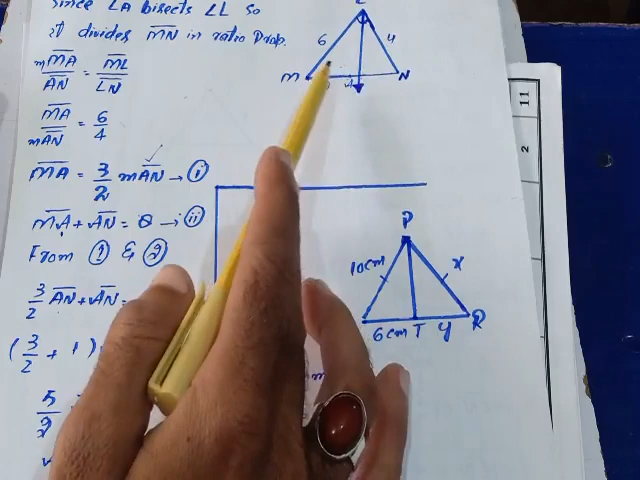 Since LA bisects ∠L so
it divides MN in ratio Prop.
mMA/AN = ML/LN
MA/mAN = 6/4
MA = 3/2 mAN → (i)
MA + AN = 8 → (ii)
From (1) & (2)
3/2 AN + AN =
(3/2 + 1)
5/2
6
4
M
N
A
P
10cm
x
6cm T y R
11
2